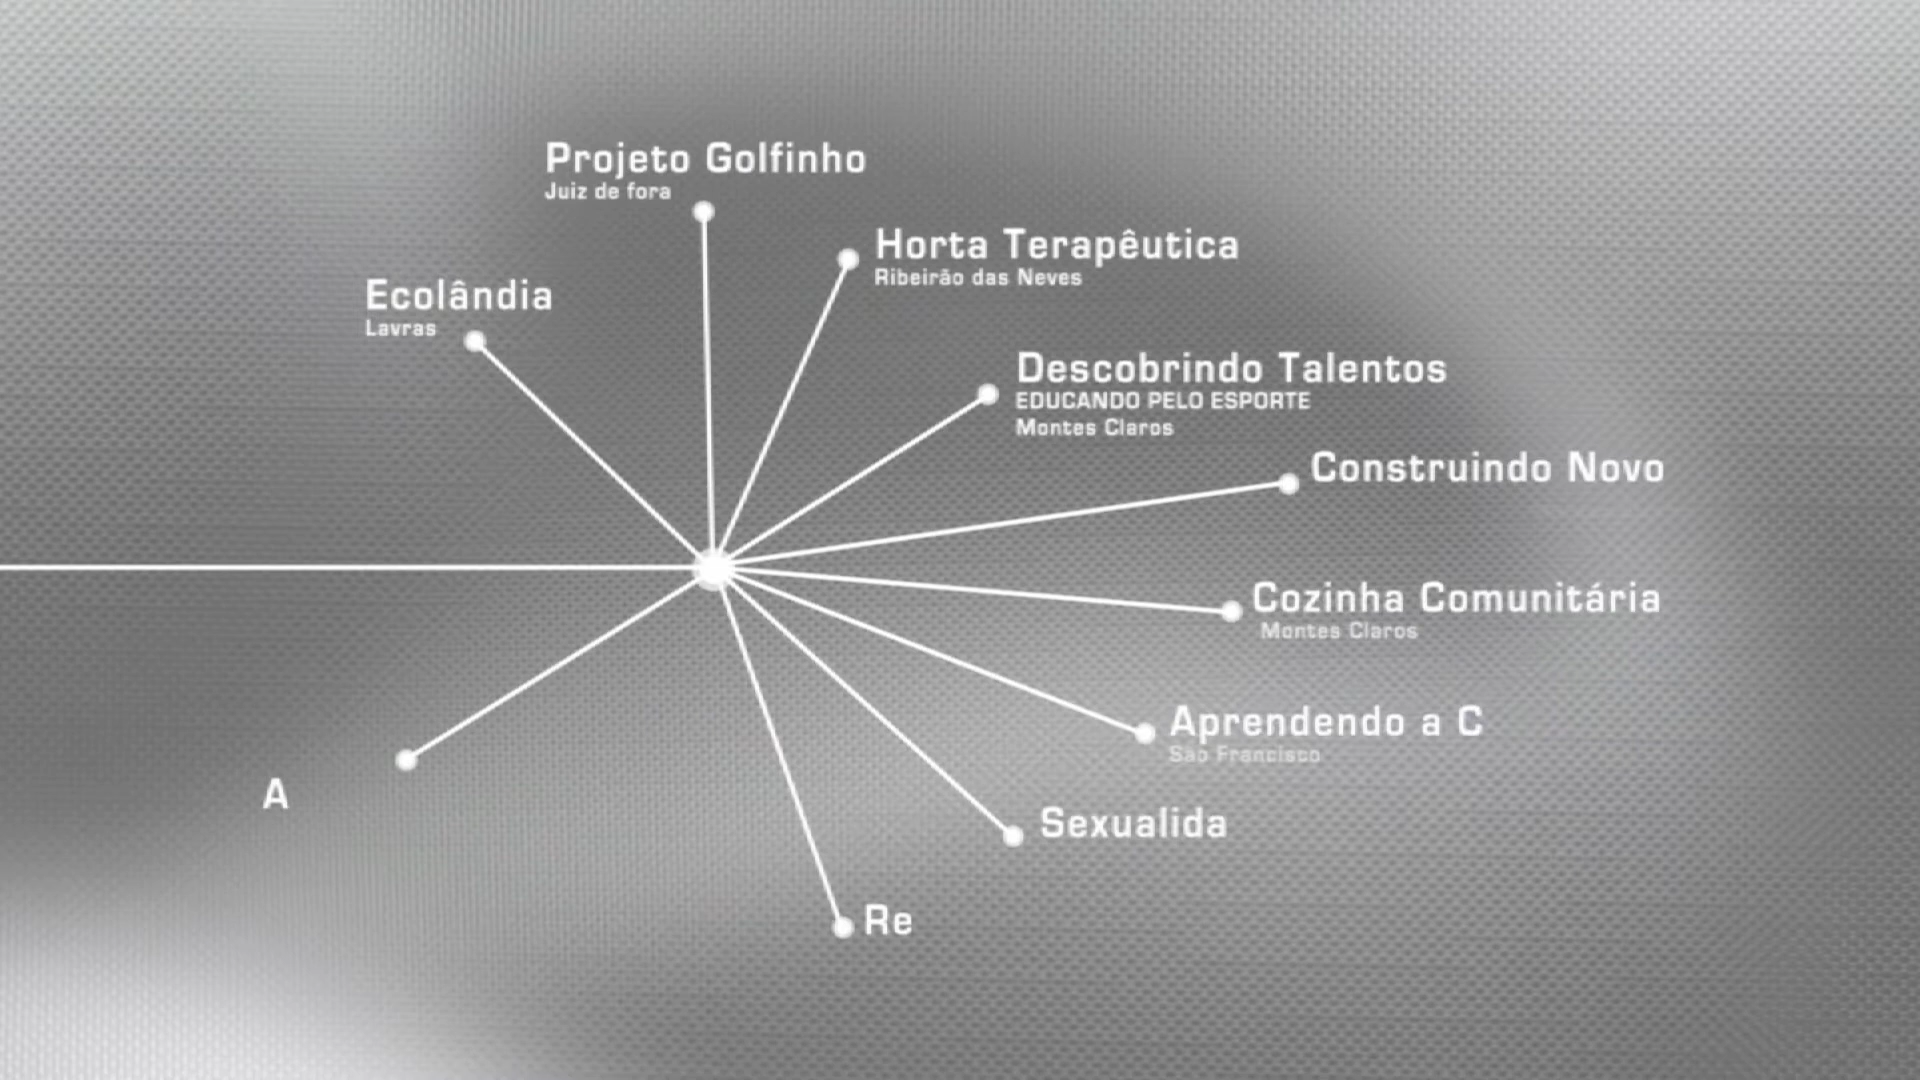 Projeto Golfinho
Juiz de fora
Horta Terapêutica
Ribeirão das Neves
Ecolândia
Lavras
Descobrindo Talentos
EDUCANDO PELO ESPORTE
Montes Claros
Construindo Novo
Cozinha Comunitária
Montes Claros
Aprendendo a C
São Francisco
A
Sexualida
Re